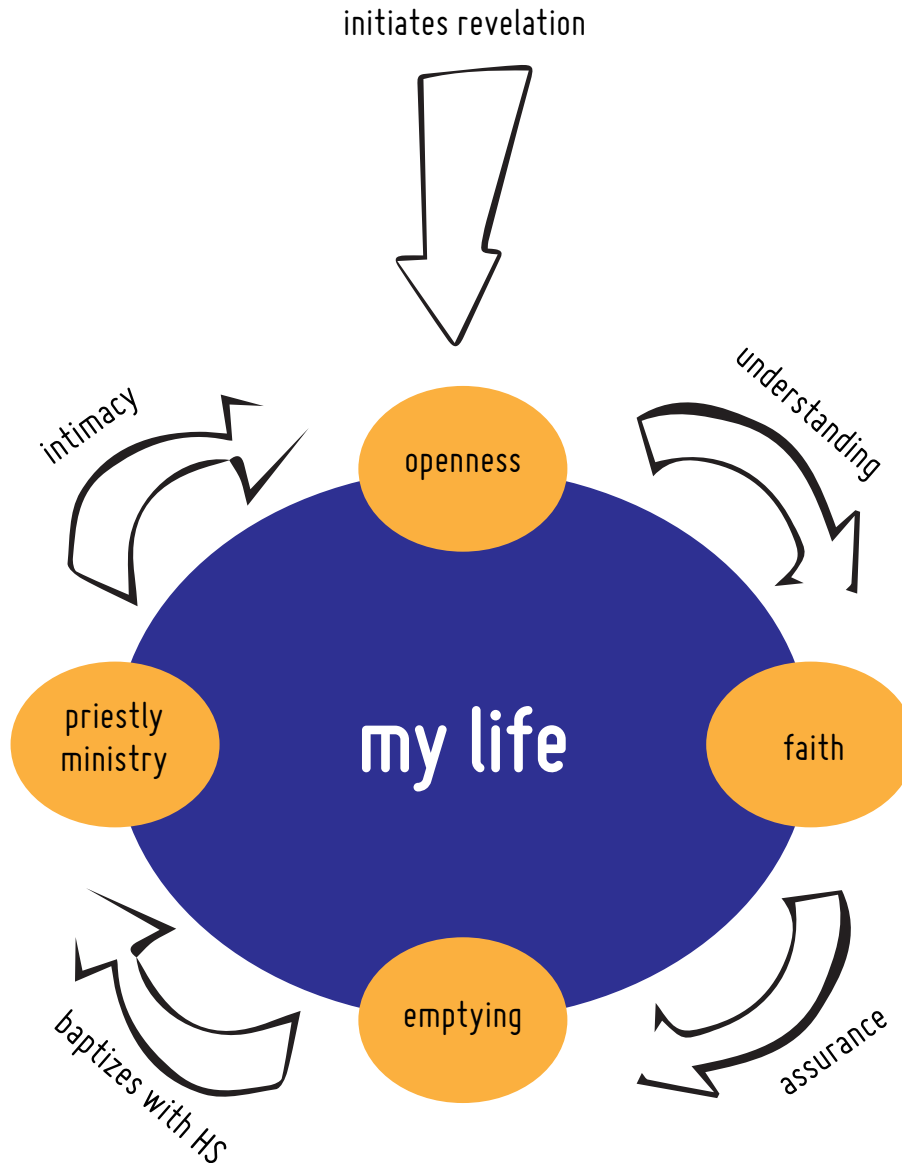 initiates revelation
intimacy
understanding
openness
priestly
ministry
my life
faith
emptying
baptizes with HS
assurance